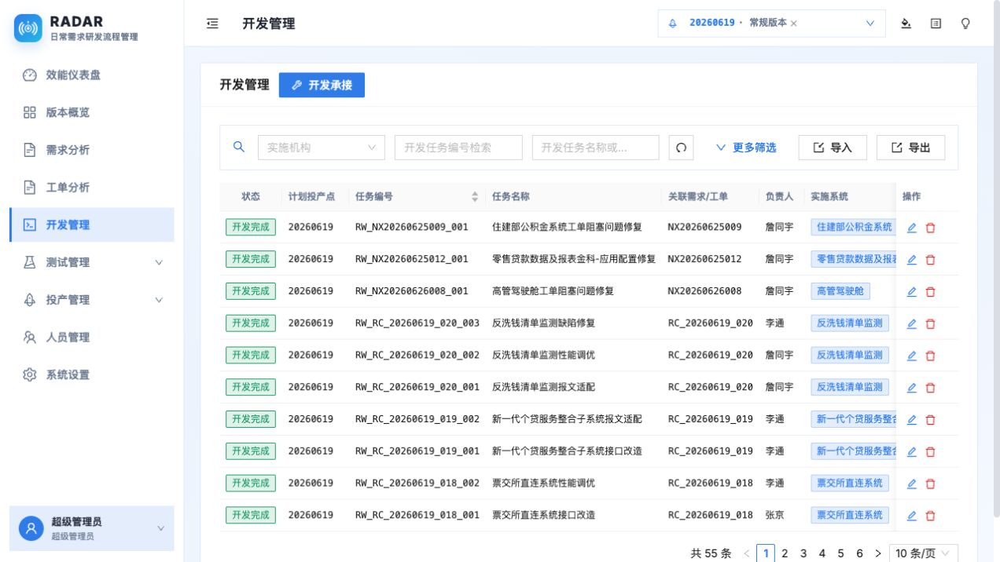 RADAR
日常需求研发流程管理
开发管理
20260619 · 常规版本 ×
效能仪表盘
版本概览
需求分析
工单分析
开发管理
测试管理
投产管理
人员管理
系统设置
超级管理员
超级管理员
开发管理 开发承接
实施机构 开发任务编号检索 开发任务名称或... 更多筛选 导入 导出
状态 计划投产点 任务编号 任务名称 关联需求/工单 负责人 实施系统 操作
开发完成 20260619 RW_NX20260625009_001 住建部公积金系统工单阻塞问题修复 NX20260625009 詹同宇 住建部公积金系统
开发完成 20260619 RW_NX20260625012_001 零售贷款数据及报表金科-应用配置修复 NX20260625012 詹同宇 零售贷款数据及报表
开发完成 20260619 RW_NX20260626008_001 高管驾驶舱工单阻塞问题修复 NX20260626008 詹同宇 高管驾驶舱
开发完成 20260619 RW_RC_20260619_020_003 反洗钱清单监测缺陷修复 RC_20260619_020 李通 反洗钱清单监测
开发完成 20260619 RW_RC_20260619_020_002 反洗钱清单监测性能调优 RC_20260619_020 詹同宇 反洗钱清单监测
开发完成 20260619 RW_RC_20260619_020_001 反洗钱清单监测报文适配 RC_20260619_020 詹同宇 反洗钱清单监测
开发完成 20260619 RW_RC_20260619_019_002 新一代个贷服务整合子系统报文适配 RC_20260619_019 李通 新一代个贷服务整合
开发完成 20260619 RW_RC_20260619_019_001 新一代个贷服务整合子系统接口改造 RC_20260619_019 李通 新一代个贷服务整合
开发完成 20260619 RW_RC_20260619_018_002 票交所直连系统性能调优 RC_20260619_018 李通 票交所直连系统
开发完成 20260619 RW_RC_20260619_018_001 票交所直连系统接口改造 RC_20260619_018 张京 票交所直连系统
共 55 条 < 1 2 3 4 5 6 > 10 条/页